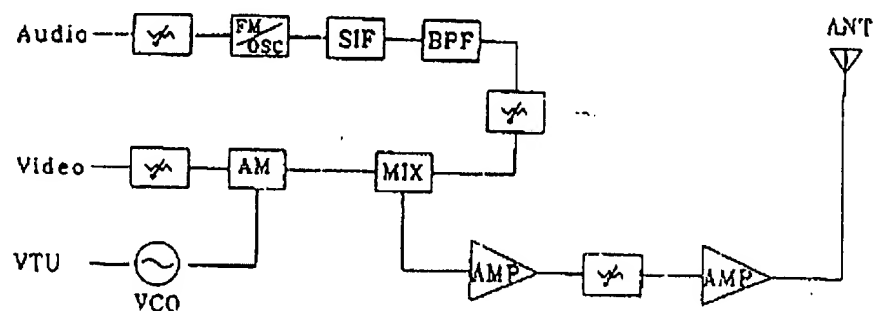 Audio
FM
OSC
SIF
BPF
ANT
Video
AM
MIX
VTU
VCO
AMP
AMP